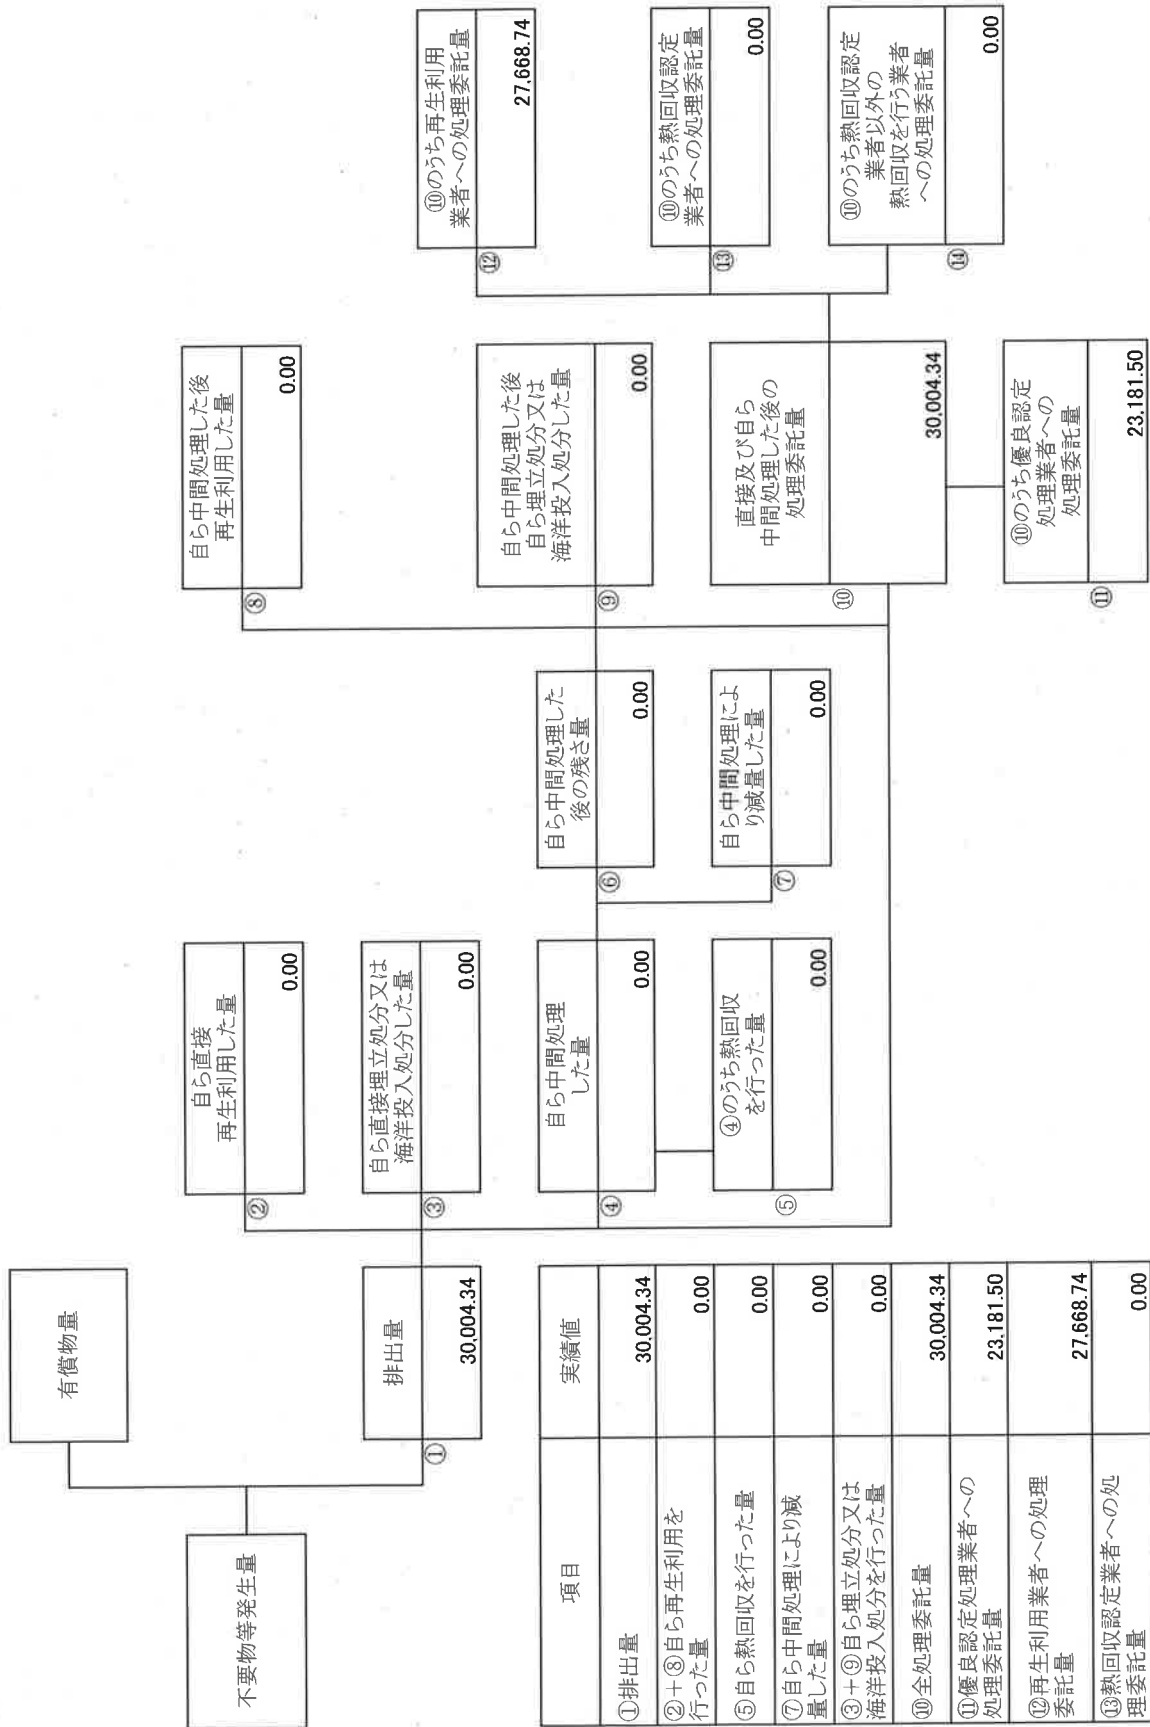 不要物等発生量
有償物量
排出量
①
30,004.34
自ら直接
再生利用した量
②
0.00
自ら直接埋立処分又は
海洋投入処分した量
③
0.00
自ら中間処理
した量
④
0.00
④のうち熱回収
を行った量
⑤
0.00
自ら中間処理した
後の残さ量
⑥
0.00
自ら中間処理によ
り減量した量
⑦
0.00
自ら中間処理した後
再生利用した量
⑧
0.00
自ら中間処理した後
自ら埋立処分又は
海洋投入処分した量
⑨
0.00
直接及び自ら
中間処理した後の
処理委託量
⑩
30,004.34
⑩のうち優良認定
処理業者への
処理委託量
⑪
23,181.50
⑩のうち再生利用
業者への処理委託量
⑫
27,668.74
⑩のうち熱回収認定
業者への処理委託量
⑬
0.00
⑩のうち熱回収認定
業者以外の
熱回収を行う業者
への処理委託量
⑭
0.00
項目 実績値
①排出量 30,004.34
②+⑧自ら再生利用を
行った量 0.00
⑤自ら熱回収を行った量 0.00
⑦自ら中間処理により減
量した量 0.00
③+⑨自ら埋立処分又は
海洋投入処分を行った量 0.00
⑩全処理委託量 30,004.34
⑪優良認定処理業者への
処理委託量 23,181.50
⑫再生利用業者への処理
委託量 27,668.74
⑬熱回収認定業者への処
理委託量 0.00